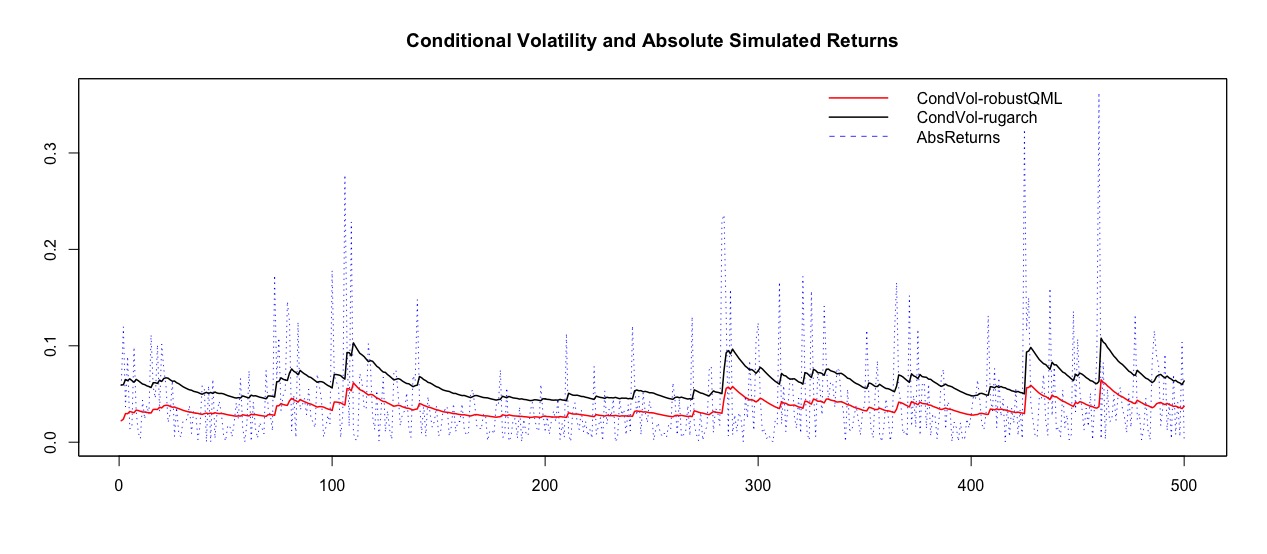 Conditional Volatility and Absolute Simulated Returns
CondVol-robustQML
CondVol-rugarch
AbsReturns
0.3
0.2
0.1
0.0
0 100 200 300 400 500